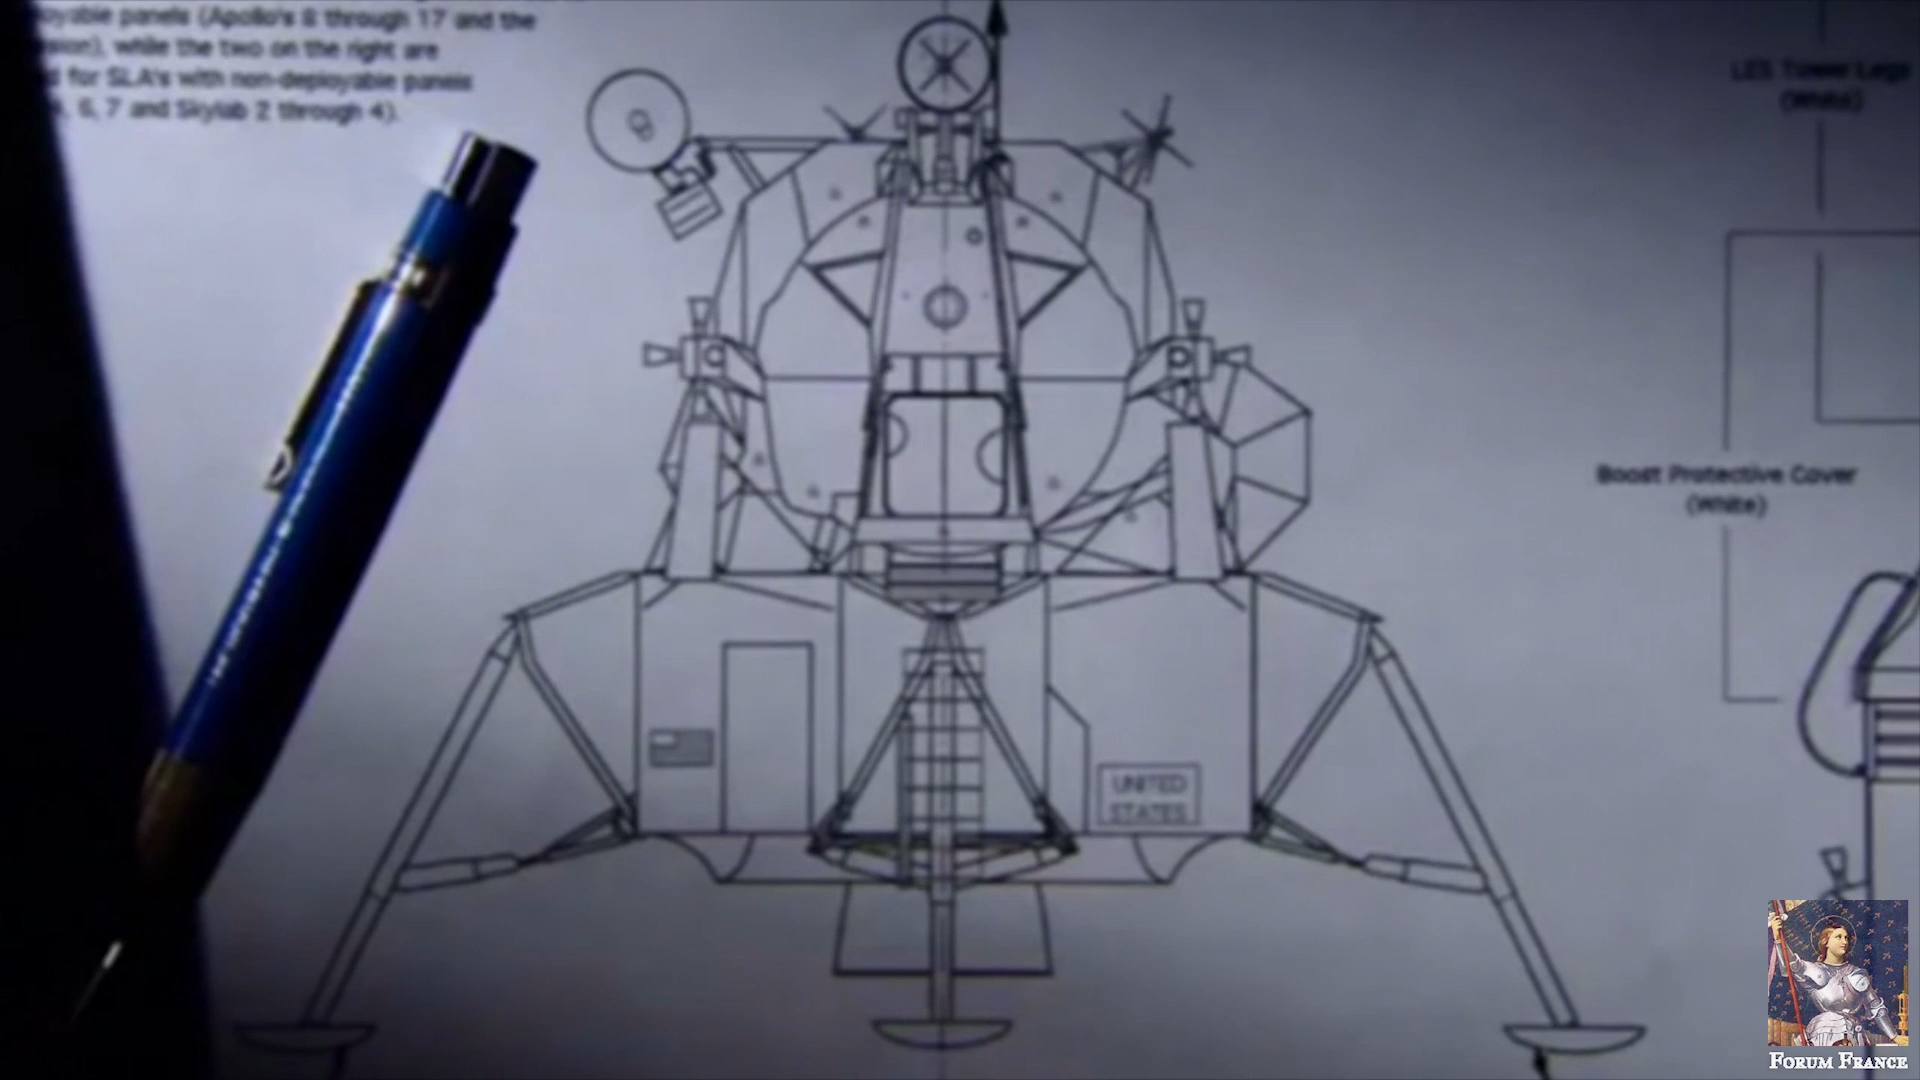 panels (Apollo's 8 through 17 and the
while the two on the right are
for SLA's with non-deployable panels
6, 7 and Skylab 2 through 4).
LES Tower Legs
(White)
Boost Protective Cover
(White)
UNITED
STATES
FORUM FRANCE